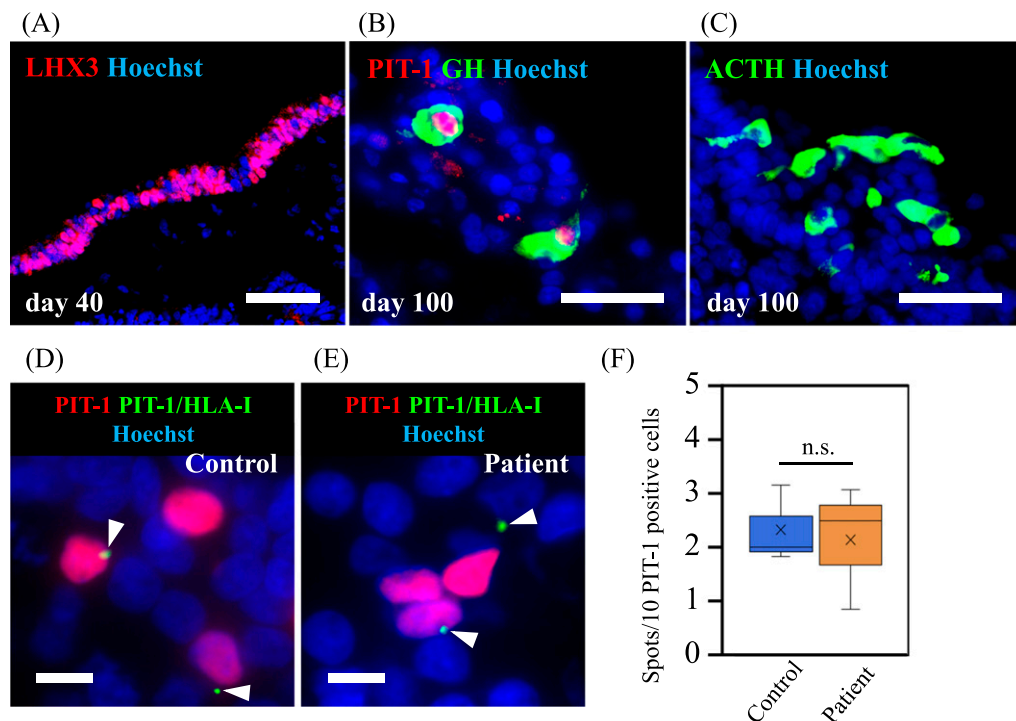 (A)
LHX3 Hoechst
day 40
(B)
PIT-1 GH Hoechst
day 100
(C)
ACTH Hoechst
day 100
(D)
PIT-1 PIT-1/HLA-I
Hoechst
Control
(E)
PIT-1 PIT-1/HLA-I
Hoechst
Patient
(F)
Spots/10 PIT-1 positive cells
5
4
3
2
1
0
n.s.
Control
Patient